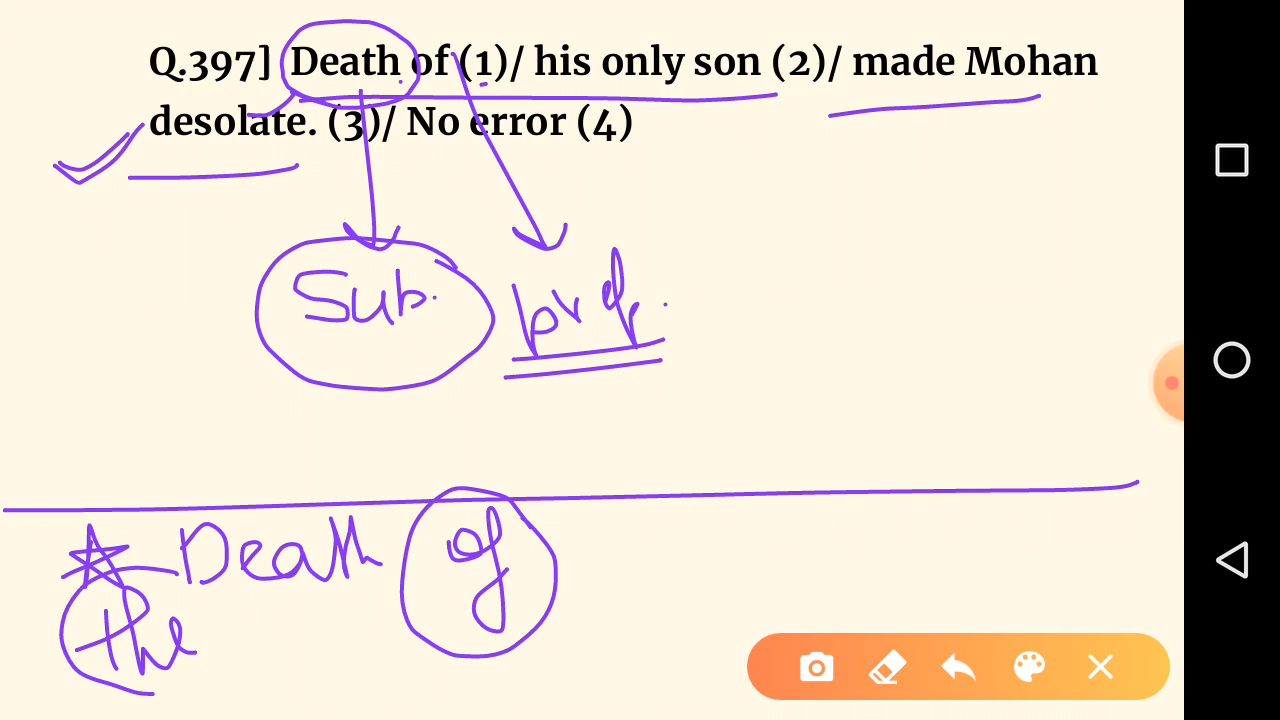 Q.397] Death of (1)/ his only son (2)/ made Mohan
desolate. (3)/ No error (4)
Sub. prep.
Death of
the